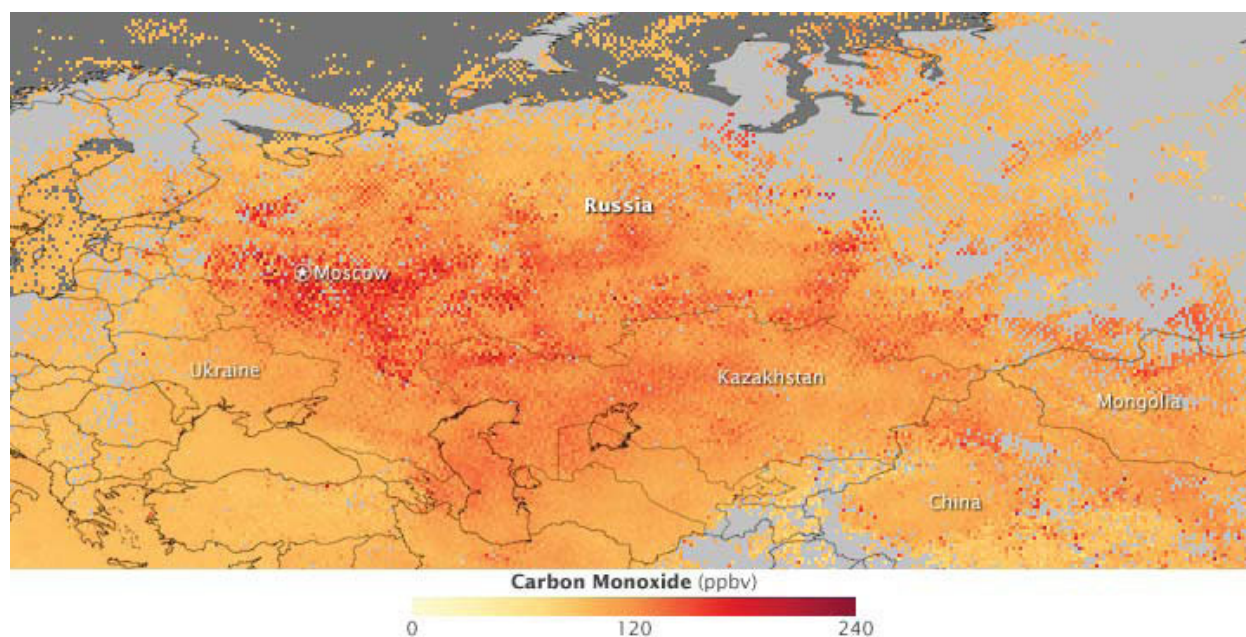 Russia
Moscow
Ukraine
Kazakhstan
Mongolia
China
Carbon Monoxide (ppbv)
0 120 240